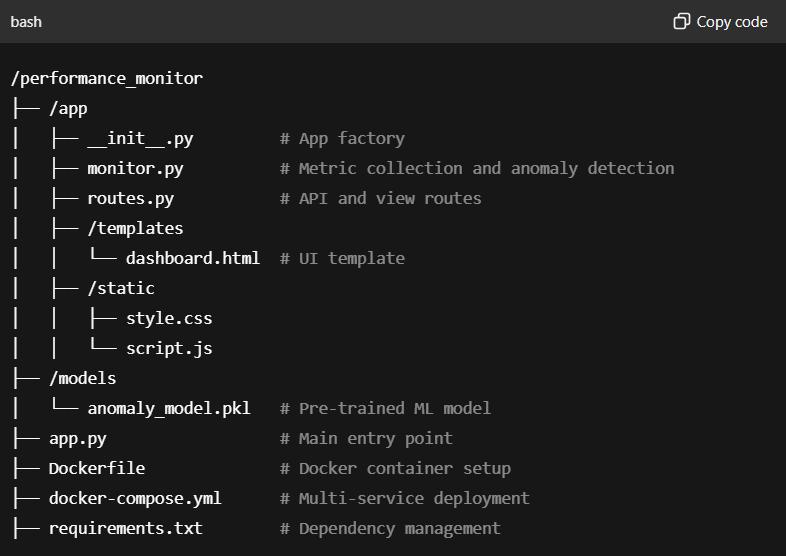 bash
Copy code
/performance_monitor
├── /app
│   ├── __init__.py         # App factory
│   ├── monitor.py          # Metric collection and anomaly detection
│   ├── routes.py           # API and view routes
│   ├── /templates
│   │   └── dashboard.html  # UI template
│   ├── /static
│   │   ├── style.css
│   │   └── script.js
├── /models
│   └── anomaly_model.pkl   # Pre-trained ML model
├── app.py                  # Main entry point
├── Dockerfile              # Docker container setup
├── docker-compose.yml      # Multi-service deployment
├── requirements.txt        # Dependency management